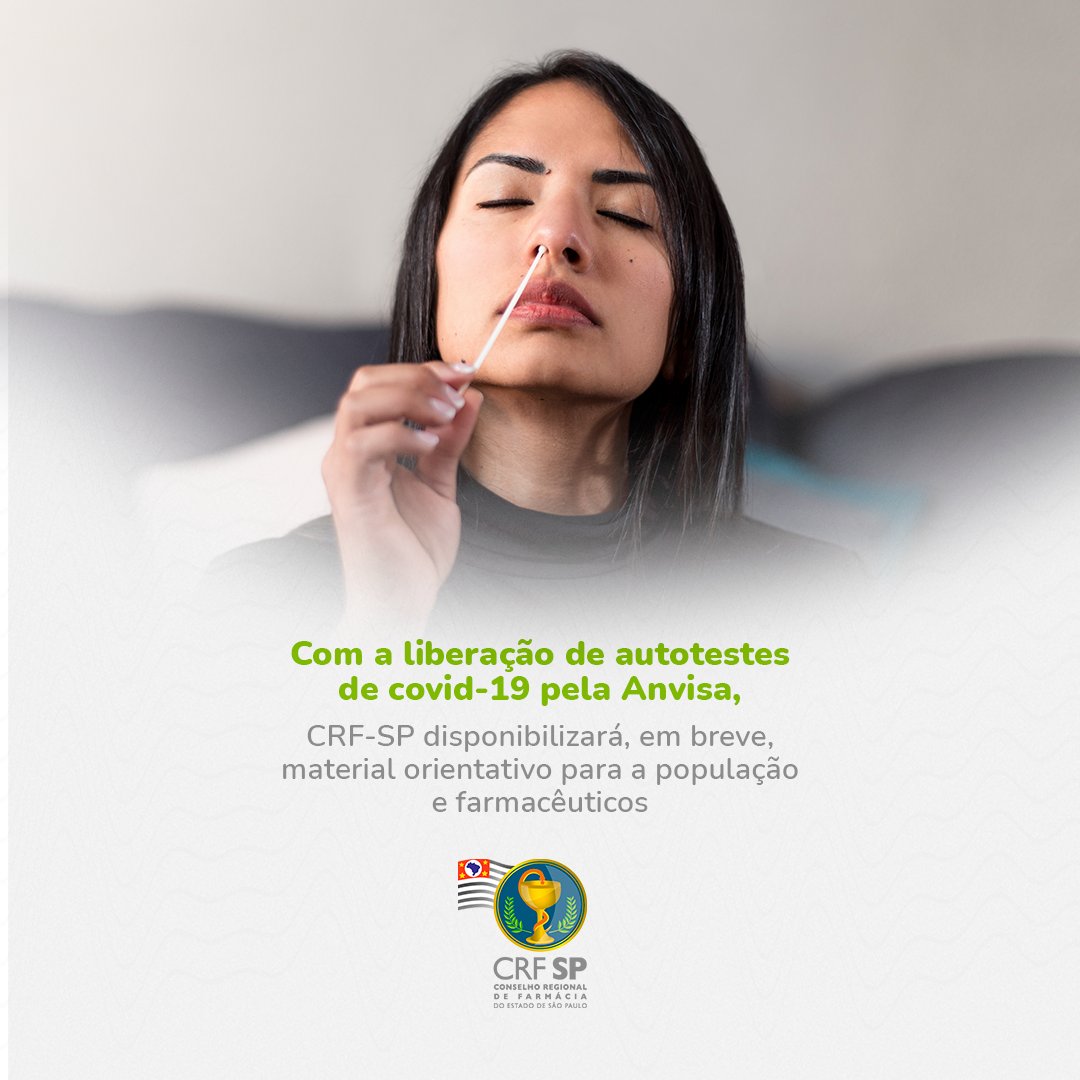 Com a liberação de autotestes
de covid-19 pela Anvisa,
CRF-SP disponibilizará, em breve,
material orientativo para a população
e farmacêuticos
CRF SP
CONSELHO REGIONAL
DE FARMÁCIA
DO ESTADO DE SÃO PAULO